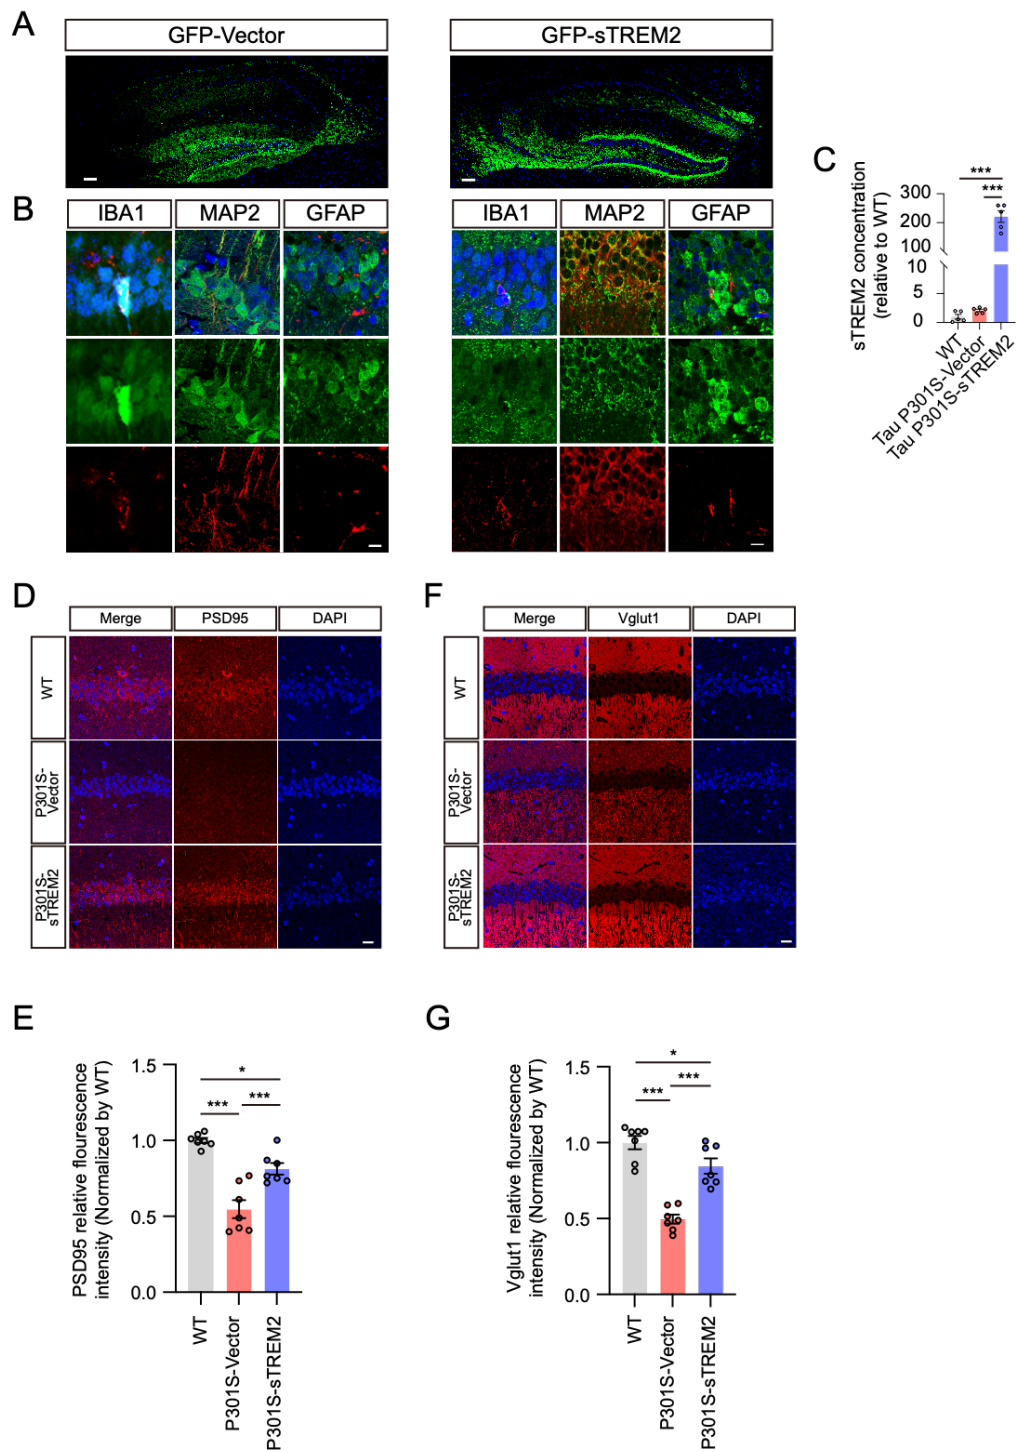 A
GFP-Vector
GFP-sTREM2
B
IBA1
MAP2
GFAP
IBA1
MAP2
GFAP
C
sTREM2 concentration
(relative to WT)
300
200
100
10
5
0
***
***
WT
Tau P301S-Vector
Tau P301S-sTREM2
D
Merge
PSD95
DAPI
WT
P301S-
Vector
P301S-
sTREM2
F
Merge
Vglut1
DAPI
WT
P301S-
Vector
P301S-
sTREM2
E
PSD95 relative flourescence
intensity (Normalized by WT)
1.5
1.0
0.5
0.0
*
***
***
WT
P301S-Vector
P301S-sTREM2
G
Vglut1 relative flourescence
intensity (Normalized by WT)
1.5
1.0
0.5
0.0
*
***
***
WT
P301S-Vector
P301S-sTREM2